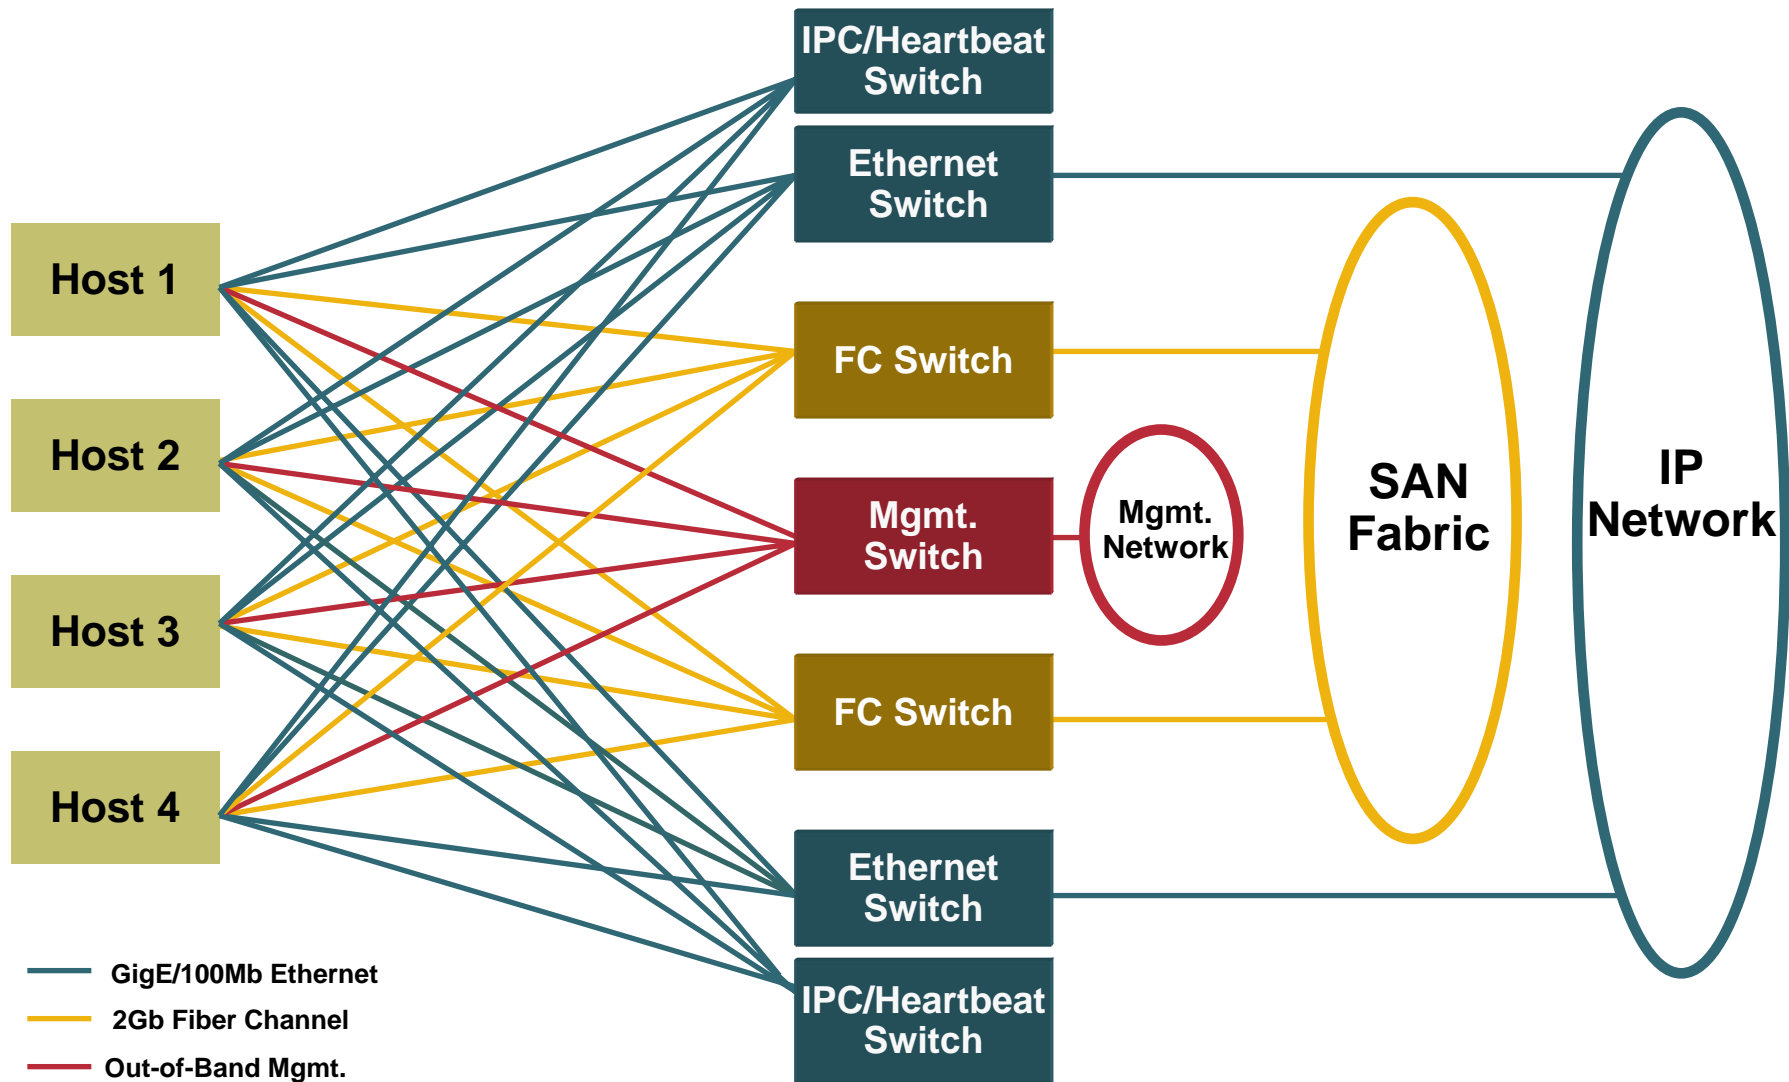 IPC/Heartbeat
Switch
Ethernet
Switch
Host 1
FC Switch
Host 2
Mgmt.
Switch
Mgmt.
Network
SAN
Fabric
IP
Network
Host 3
FC Switch
Host 4
Ethernet
Switch
IPC/Heartbeat
Switch
GigE/100Mb Ethernet
2Gb Fiber Channel
Out-of-Band Mgmt.